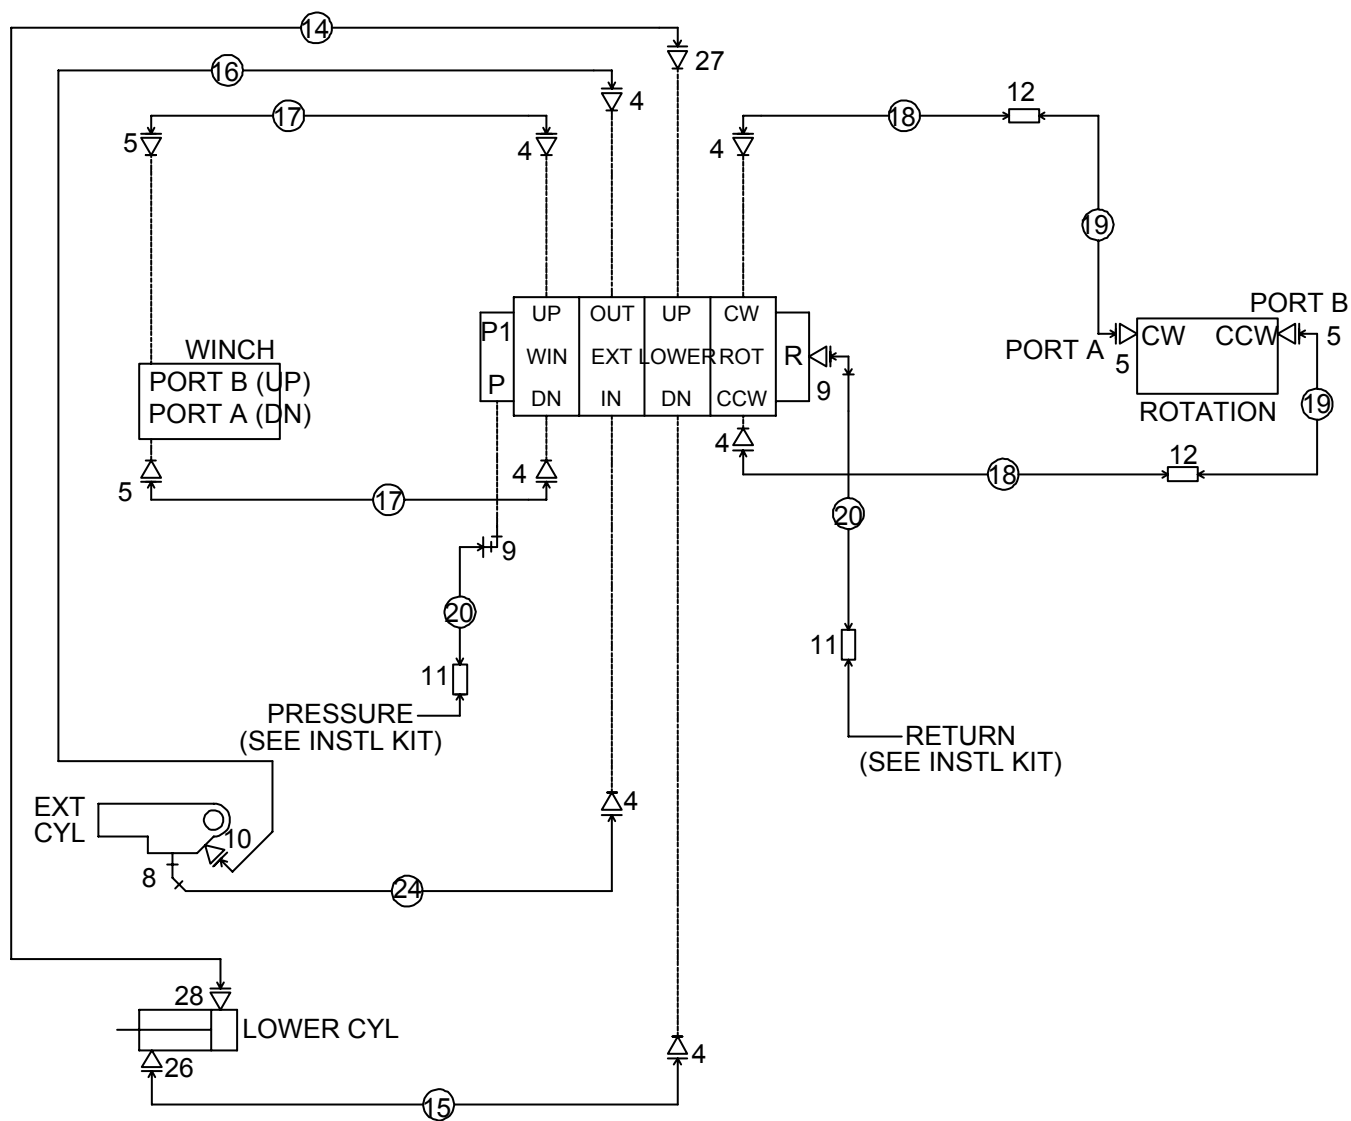 14
27
16
4
17
5
4
18
12
4
19
UP
OUT
UP
CW
P1
WIN
EXT
LOWER
ROT
R
P
DN
IN
DN
CCW
9
PORT A
5
CW
CCW
PORT B
5
ROTATION
19
WINCH
PORT B (UP)
PORT A (DN)
5
4
17
4
18
12
9
20
20
11
11
PRESSURE
(SEE INSTL KIT)
RETURN
(SEE INSTL KIT)
EXT
CYL
10
8
4
24
28
LOWER CYL
26
4
15